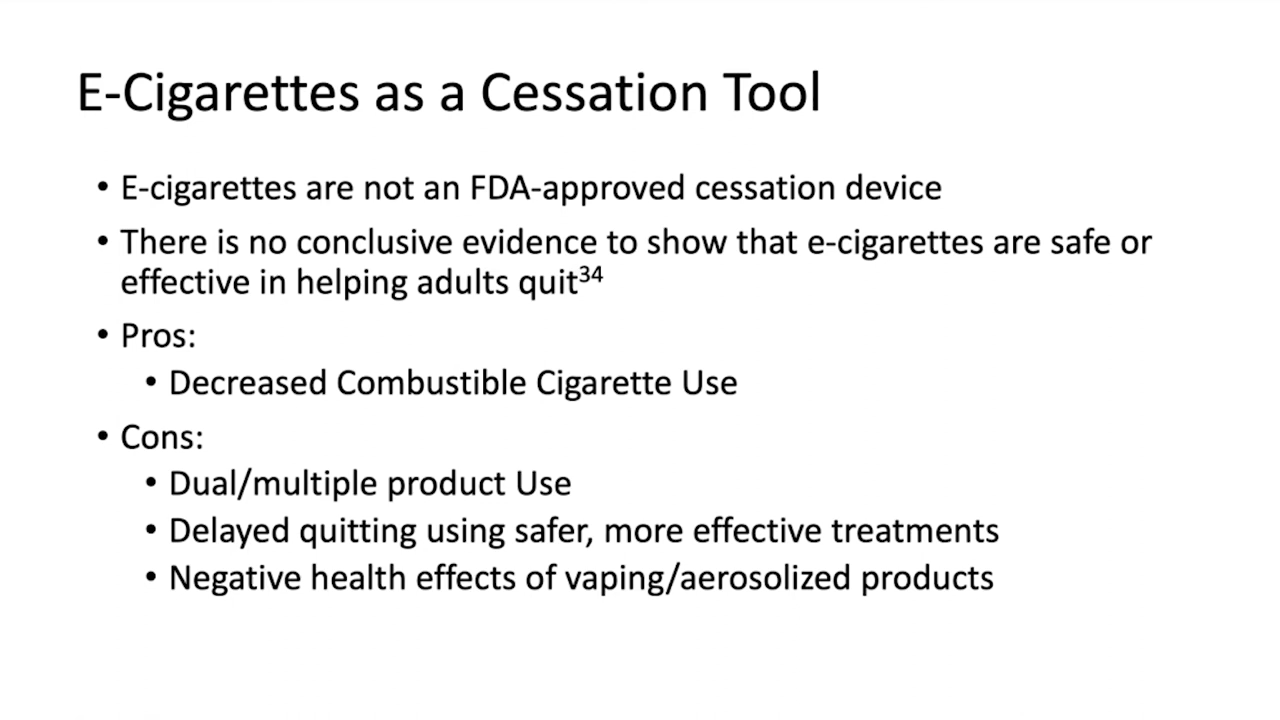 E-Cigarettes as a Cessation Tool
• E-cigarettes are not an FDA-approved cessation device
• There is no conclusive evidence to show that e-cigarettes are safe or
effective in helping adults quit³⁴
• Pros:
• Decreased Combustible Cigarette Use
• Cons:
• Dual/multiple product Use
• Delayed quitting using safer, more effective treatments
• Negative health effects of vaping/aerosolized products